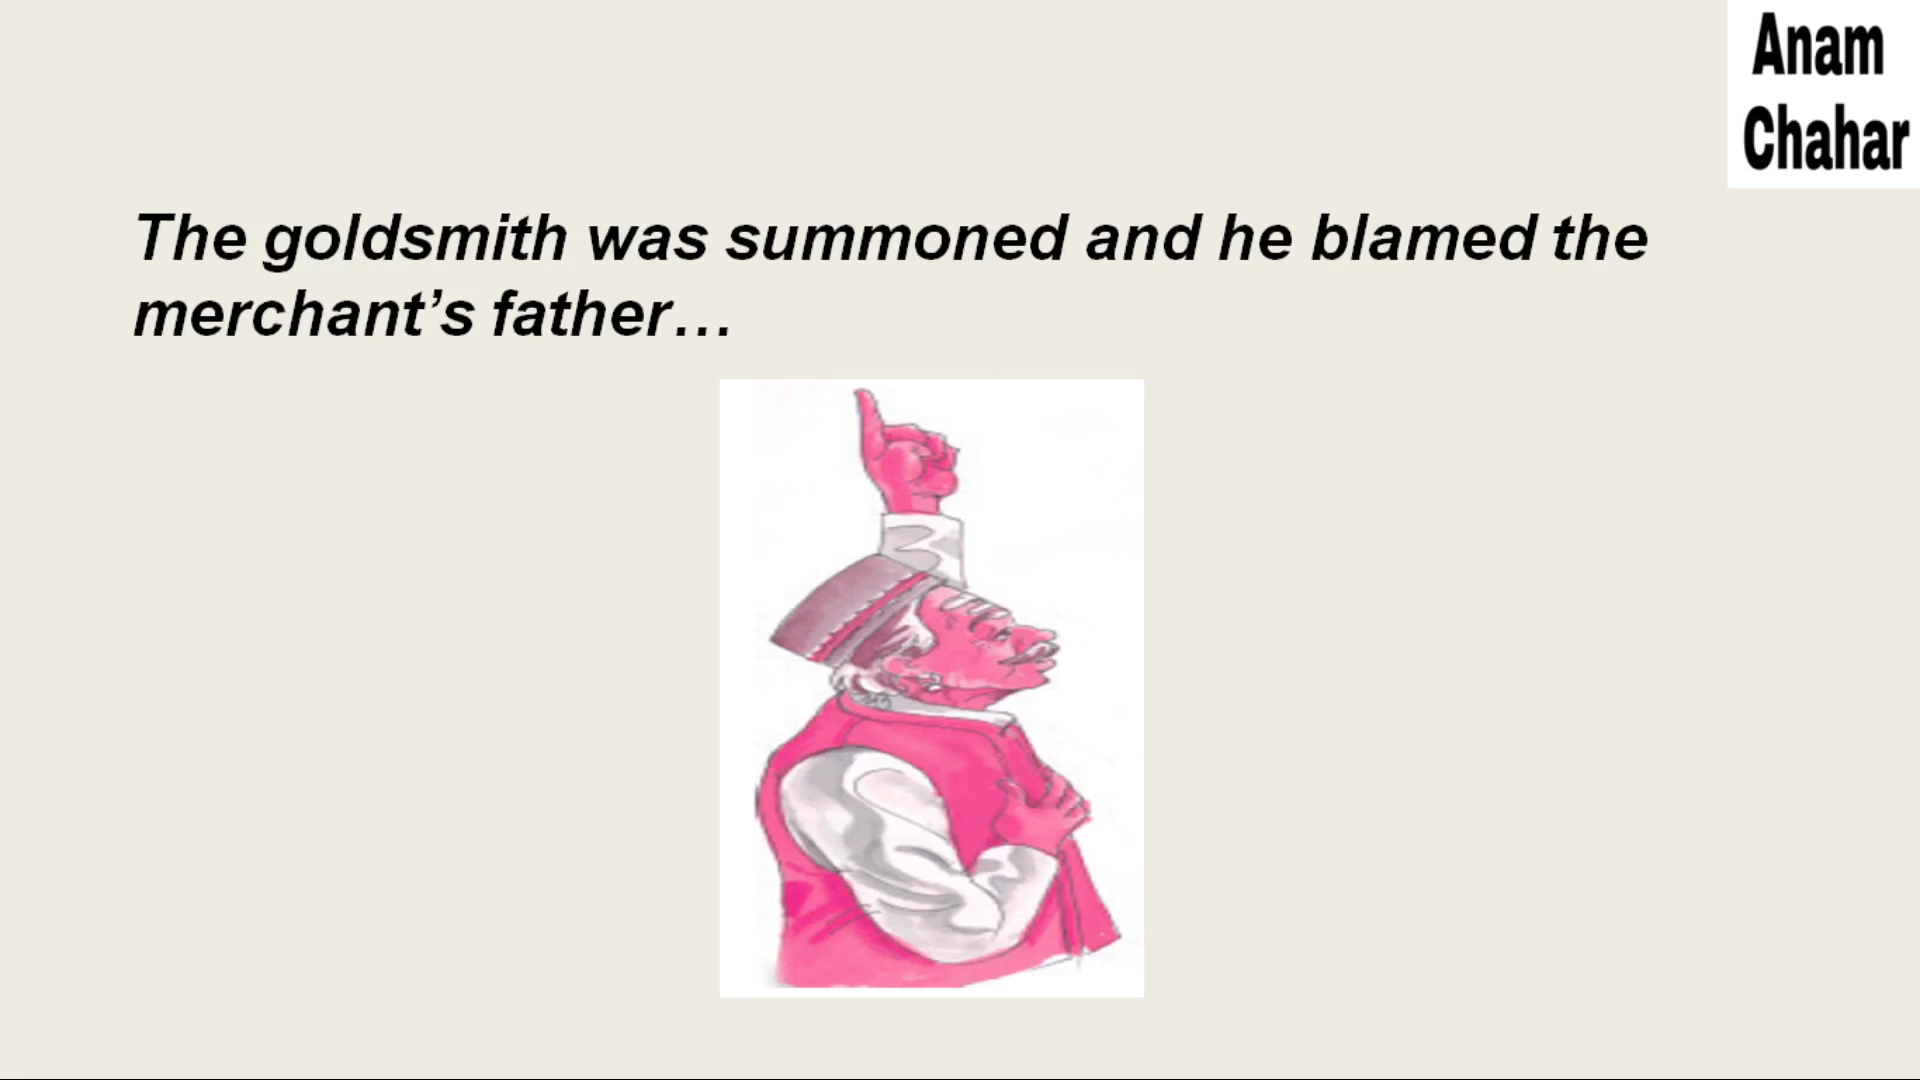 Anam
Chahar
The goldsmith was summoned and he blamed the
merchant’s father…